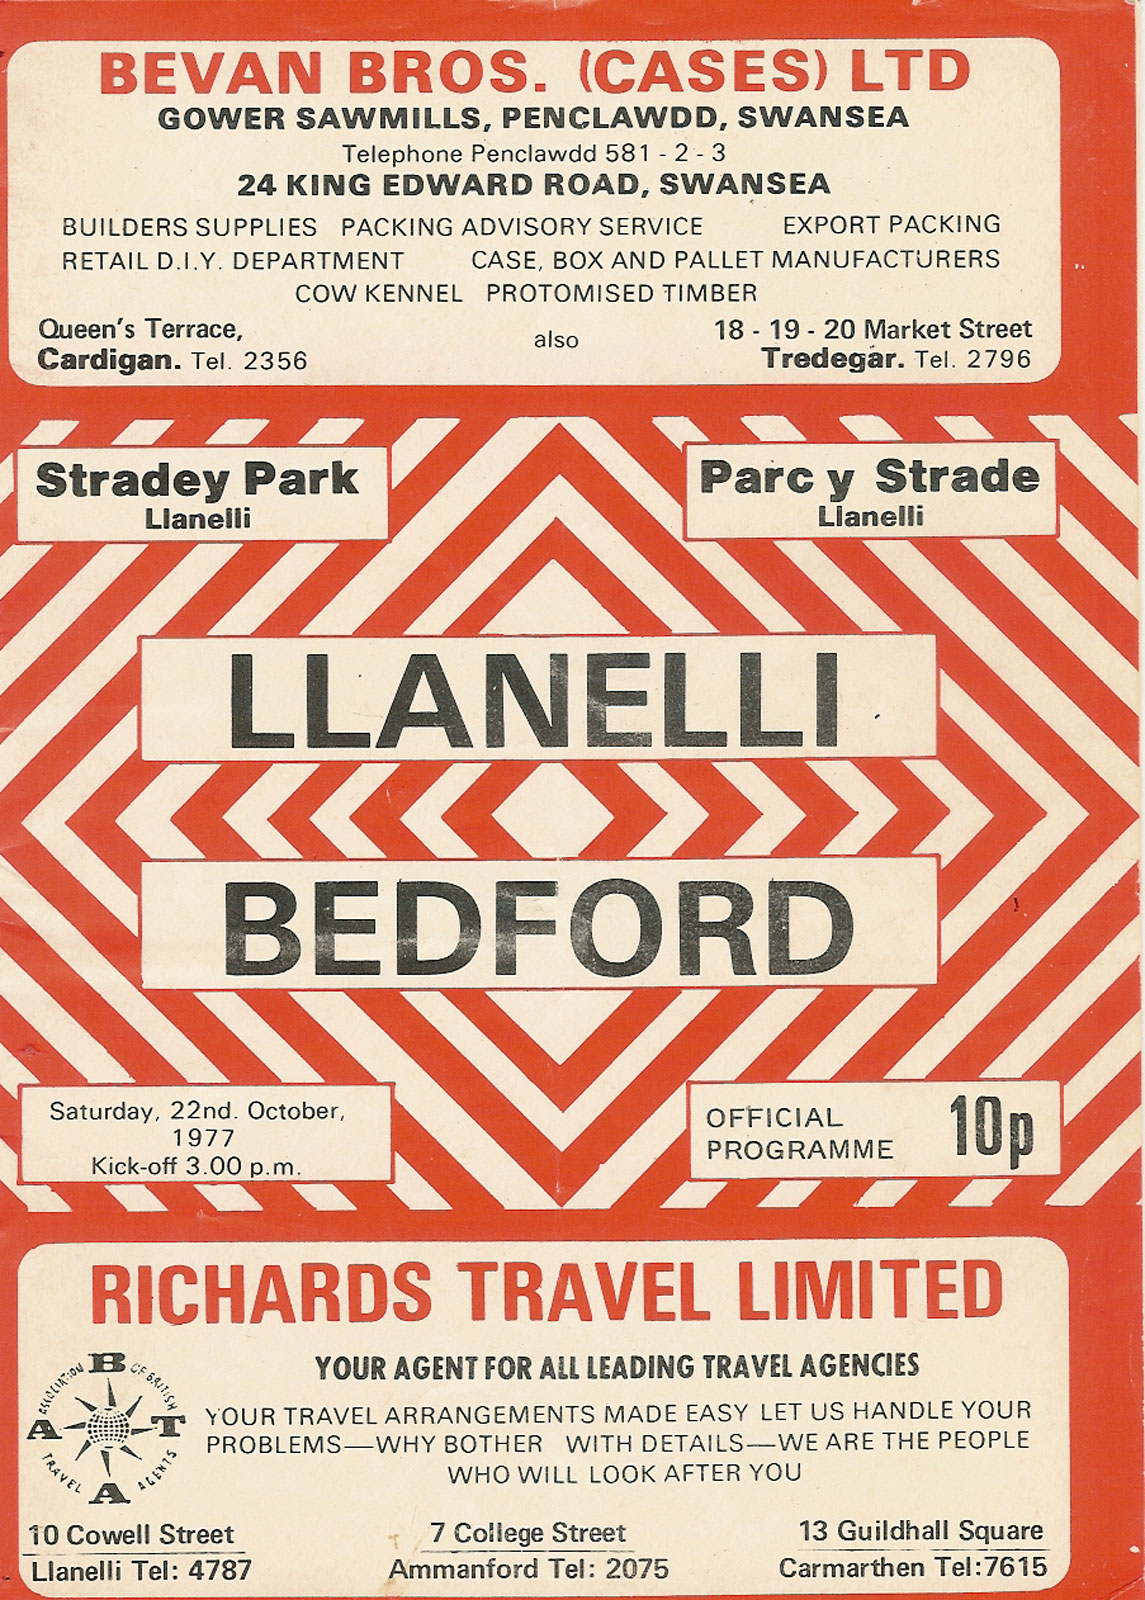 BEVAN BROS. (CASES) LTD
GOWER SAWMILLS, PENCLAWDD, SWANSEA
Telephone Penclawdd 581 - 2 - 3
24 KING EDWARD ROAD, SWANSEA
BUILDERS SUPPLIES PACKING ADVISORY SERVICE EXPORT PACKING
RETAIL D.I.Y. DEPARTMENT CASE, BOX AND PALLET MANUFACTURERS
COW KENNEL PROTOMISED TIMBER
Queen's Terrace,
Cardigan. Tel. 2356
also
18 - 19 - 20 Market Street
Tredegar. Tel. 2796
Stradey Park
Llanelli
Parc y Strade
Llanelli
LLANELLI
BEDFORD
Saturday, 22nd. October,
1977
Kick-off 3.00 p.m.
OFFICIAL
PROGRAMME
10p
RICHARDS TRAVEL LIMITED
ASSOCIATION OF BRITISH
TRAVEL AGENTS
A B T A
YOUR AGENT FOR ALL LEADING TRAVEL AGENCIES
YOUR TRAVEL ARRANGEMENTS MADE EASY LET US HANDLE YOUR
PROBLEMS—WHY BOTHER WITH DETAILS—WE ARE THE PEOPLE
WHO WILL LOOK AFTER YOU
10 Cowell Street
Llanelli Tel: 4787
7 College Street
Ammanford Tel: 2075
13 Guildhall Square
Carmarthen Tel:7615